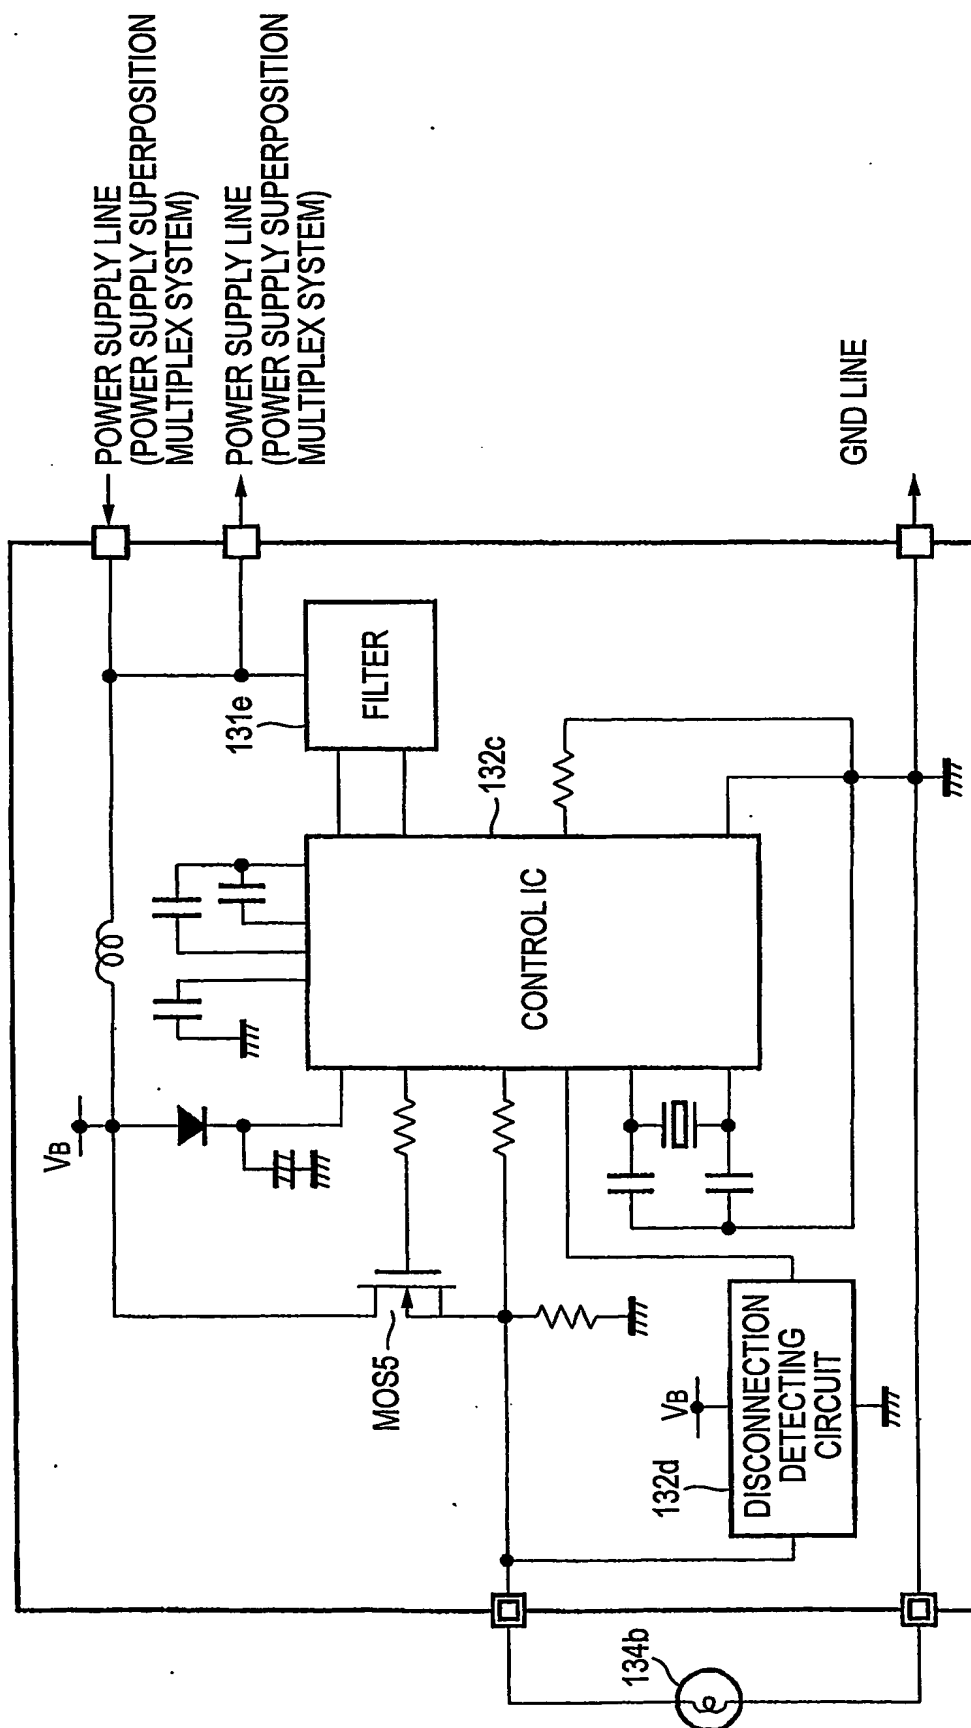 POWER SUPPLY LINE
(POWER SUPPLY SUPERPOSITION
MULTIPLEX SYSTEM)
POWER SUPPLY LINE
(POWER SUPPLY SUPERPOSITION
MULTIPLEX SYSTEM)
GND LINE
FILTER
131e
132c
CONTROL IC
VB
MOS5
VB
132d
DISCONNECTION
DETECTING
CIRCUIT
134b